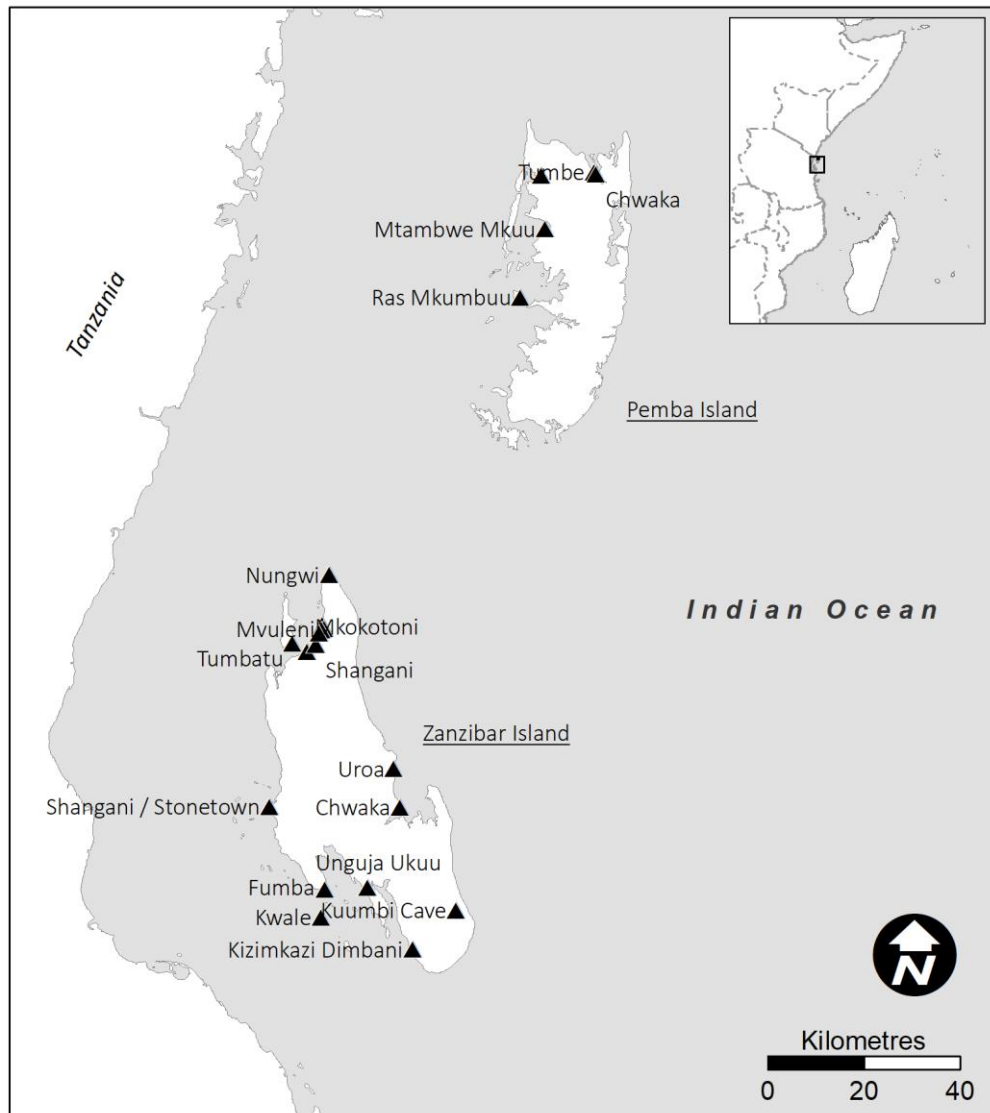 Tumbe
Chwaka
Mtambwe Mkuu
Ras Mkumbuu
Tanzania
Pemba Island
Nungwi
Indian Ocean
Mvuleni
Mkokotoni
Tumbatu
Shangani
Zanzibar Island
Uroa
Shangani / Stonetown
Chwaka
Unguja Ukuu
Fumba
Kuumbi Cave
Kwale
Kizimkazi Dimbani
N
Kilometres
0 20 40